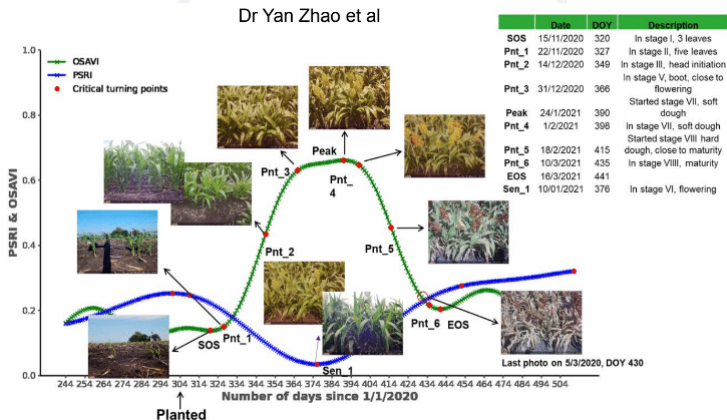 Dr Yan Zhao et al
Date DOY Description
SOS 15/11/2020 320 In stage I, 3 leaves
Pnt_1 22/11/2020 327 In stage II, five leaves
Pnt_2 14/12/2020 349 In stage III, head initiation
Pnt_3 31/12/2020 366 In stage V, boot, close to flowering
Peak 24/1/2021 390 Started stage VII, soft dough
Pnt_4 1/2/2021 398 In stage VII, soft dough
Pnt_5 18/2/2021 415 Started stage VIII hard dough, close to maturity
Pnt_6 10/3/2021 435 In stage VIIII, maturity
EOS 16/3/2021 441
Sen_1 10/01/2021 376 In stage VI, flowering
OSAVI
PSRI
Critical turning points
PSRI & OSAVI
1.0
0.8
0.6
0.4
0.2
0.0
Peak
Pnt_3
Pnt_
4
Pnt_2
Pnt_5
Pnt_1
SOS
Pnt_6
EOS
Sen_1
Last photo on 5/3/2020, DOY 430
244 254 264 274 284 294 304 314 324 334 344 354 364 374 384 394 404 414 424 434 444 454 464 474 484 494 504
Number of days since 1/1/2020
Planted